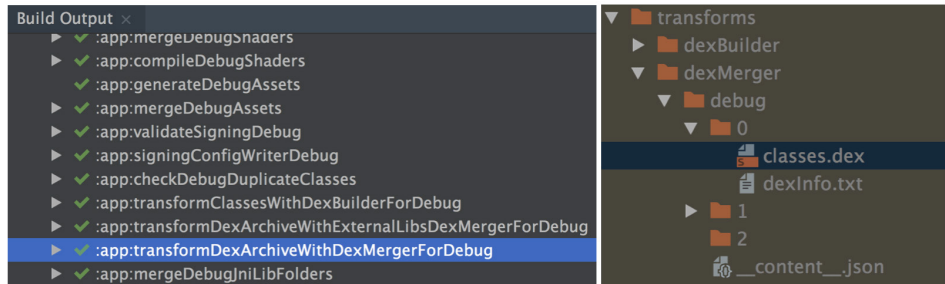 Build Output ×
:app:mergeDebugShaders
:app:compileDebugShaders
:app:generateDebugAssets
:app:mergeDebugAssets
:app:validateSigningDebug
:app:signingConfigWriterDebug
:app:checkDebugDuplicateClasses
:app:transformClassesWithDexBuilderForDebug
:app:transformDexArchiveWithExternalLibsDexMergerForDebug
:app:transformDexArchiveWithDexMergerForDebug
:app:mergeDebugJniLibFolders
transforms
dexBuilder
dexMerger
debug
0
classes.dex
dexInfo.txt
1
2
__content__.json